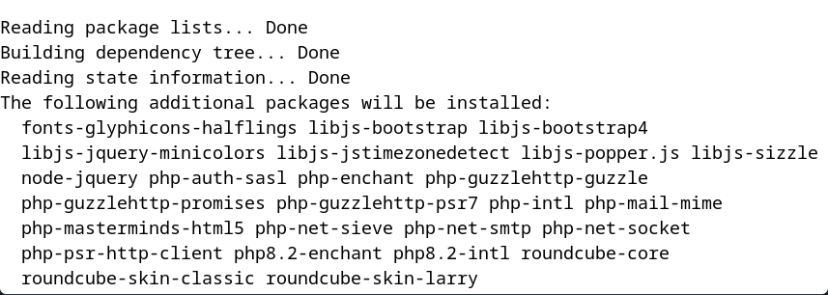 Reading package lists... Done
Building dependency tree... Done
Reading state information... Done
The following additional packages will be installed:
  fonts-glyphicons-halflings libjs-bootstrap libjs-bootstrap4
  libjs-jquery-minicolors libjs-jstimezonedetect libjs-popper.js libjs-sizzle
  node-jquery php-auth-sasl php-enchant php-guzzlehttp-guzzle
  php-guzzlehttp-promises php-guzzlehttp-psr7 php-intl php-mail-mime
  php-masterminds-html5 php-net-sieve php-net-smtp php-net-socket
  php-psr-http-client php8.2-enchant php8.2-intl roundcube-core
  roundcube-skin-classic roundcube-skin-larry